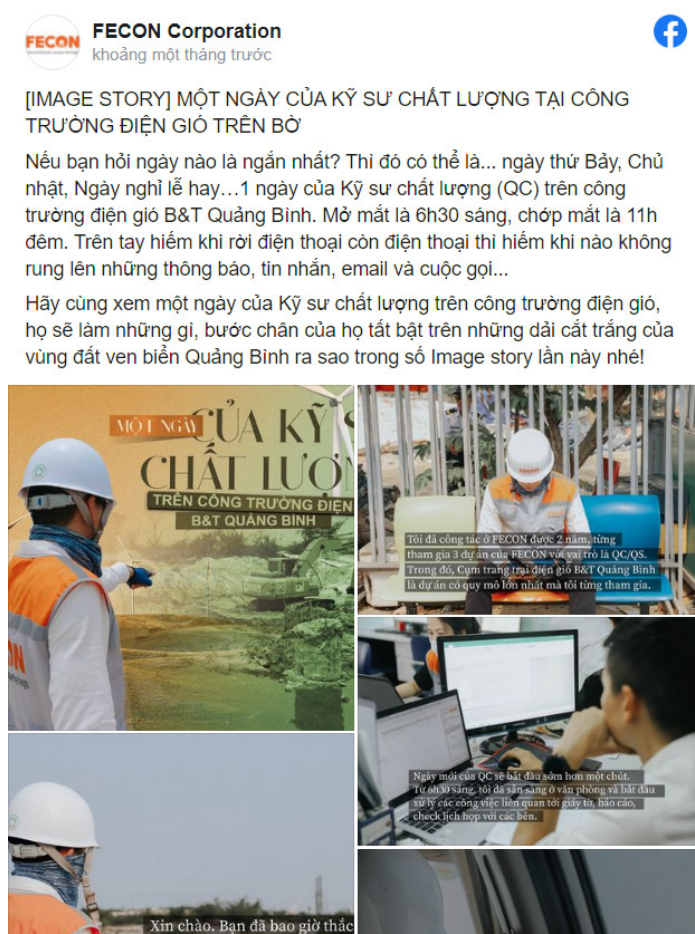 FECON
FECON Corporation
khoảng một tháng trước
[IMAGE STORY] MỘT NGÀY CỦA KỸ SƯ CHẤT LƯỢNG TẠI CÔNG
TRƯỜNG ĐIỆN GIÓ TRÊN BỜ
Nếu bạn hỏi ngày nào là ngắn nhất? Thì đó có thể là... ngày thứ Bảy, Chủ
nhật, Ngày nghỉ lễ hay…1 ngày của Kỹ sư chất lượng (QC) trên công
trường điện gió B&T Quảng Bình. Mở mắt là 6h30 sáng, chớp mắt là 11h
đêm. Trên tay hiếm khi rời điện thoại còn điện thoại thì hiếm khi nào không
rung lên những thông báo, tin nhắn, email và cuộc gọi...
Hãy cùng xem một ngày của Kỹ sư chất lượng trên công trường điện gió,
họ sẽ làm những gì, bước chân của họ tất bật trên những dải cắt trắng của
vùng đất ven biển Quảng Bình ra sao trong số Image story lần này nhé!
MỘT NGÀY CỦA KỸ S
CHẤT LƯỢN
TRÊN CÔNG TRƯỜNG ĐIỆN
B&T QUẢNG BÌNH
CON
FECON
Tôi đã công tác ở FECON được 2 năm, từng
tham gia 3 dự án của FECON với vai trò là QC/QS.
Trong đó, Cụm trang trại điện gió B&T Quảng Bình
là dự án có quy mô lớn nhất mà tôi từng tham gia.
Ngày mới của QC sẽ bắt đầu sớm hơn một chút.
Từ 6h30 sáng, tôi đã sẵn sàng ở văn phòng và bắt đầu
xử lý các công việc liên quan tới giấy tờ, báo cáo,
check lịch họp với các bên.
Xin chào. Bạn đã bao giờ thắc